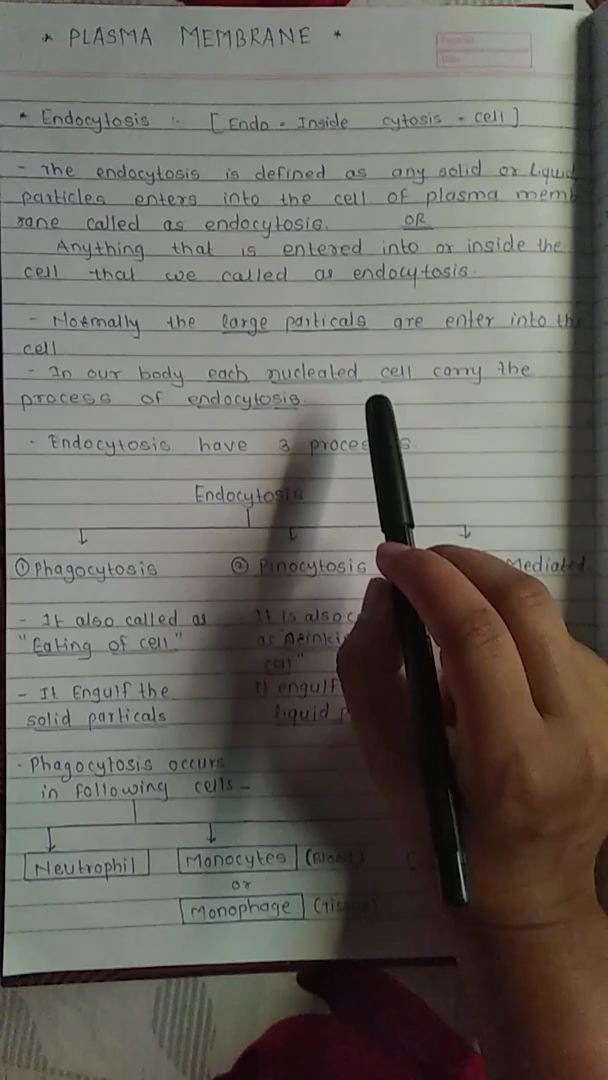 * PLASMA MEMBRANE *
* Endocytosis :- [Endo - Inside cytosis - cell]
- The endocytosis is defined as any solid or liquid
particles enters into the cell of plasma memb
rane called as endocytosis. OR
Anything that is entered into or inside the
cell that we called as endocytosis.
- Normally the large particals are enter into the
cell
- In our body each nucleated cell carry the
process of endocytosis.
- Endocytosis have 3
Endocytosis
① Phagocytosis ② Pinocytosis Mediated
- It also called as - It is also
"Eating of cell" as
cell"
- It Engulf the It engulf
solid particals liquid
- Phagocytosis occurs
in following cells -
Neutrophil Monocytes (Blood)
or
Monophage